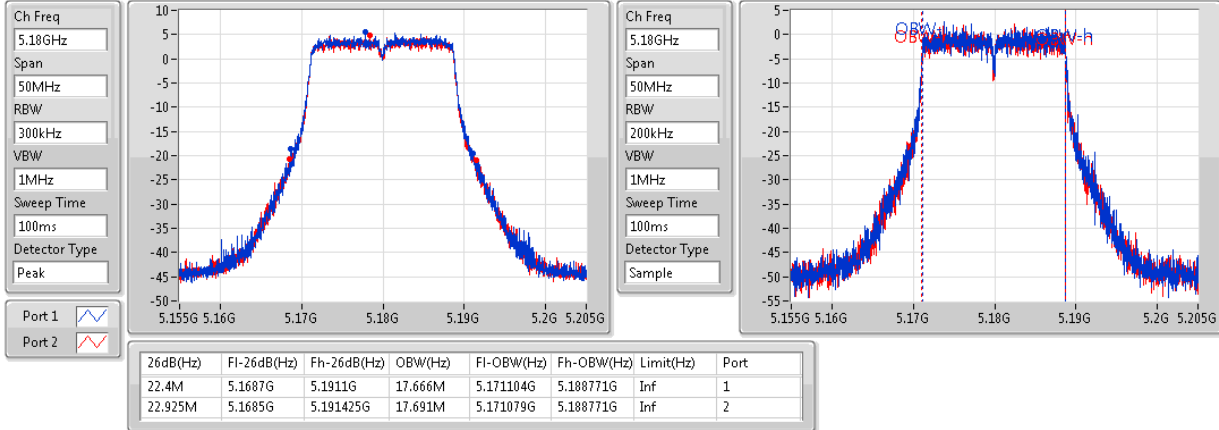 Ch Freq
5.18GHz
Span
50MHz
RBW
300kHz
VBW
1MHz
Sweep Time
100ms
Detector Type
Peak
Port 1
Port 2
10
5
0
-5
-10
-15
-20
-25
-30
-35
-40
-45
-50
5.155G 5.16G 5.17G 5.18G 5.19G 5.2G 5.205G
Ch Freq
5.18GHz
Span
50MHz
RBW
200kHz
VBW
1MHz
Sweep Time
100ms
Detector Type
Sample
5
0
-5
-10
-15
-20
-25
-30
-35
-40
-45
-50
-55
5.155G 5.16G 5.17G 5.18G 5.19G 5.2G 5.205G
26dB(Hz) Fl-26dB(Hz) Fh-26dB(Hz) OBW(Hz) Fl-OBW(Hz) Fh-OBW(Hz) Limit(Hz) Port
22.4M 5.1687G 5.1911G 17.666M 5.171104G 5.188771G Inf 1
22.925M 5.1685G 5.191425G 17.691M 5.171079G 5.188771G Inf 2